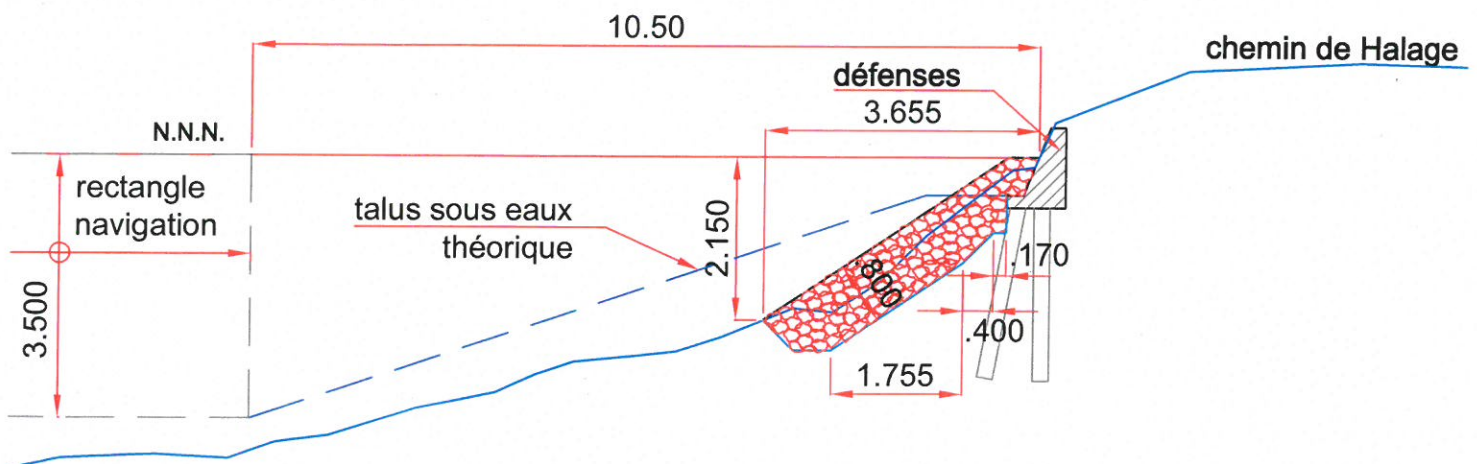 10.50
chemin de Halage
défenses
3.655
N.N.N.
rectangle
navigation
talus sous eaux
théorique
2.150
3.500
.800
.170
.400
1.755